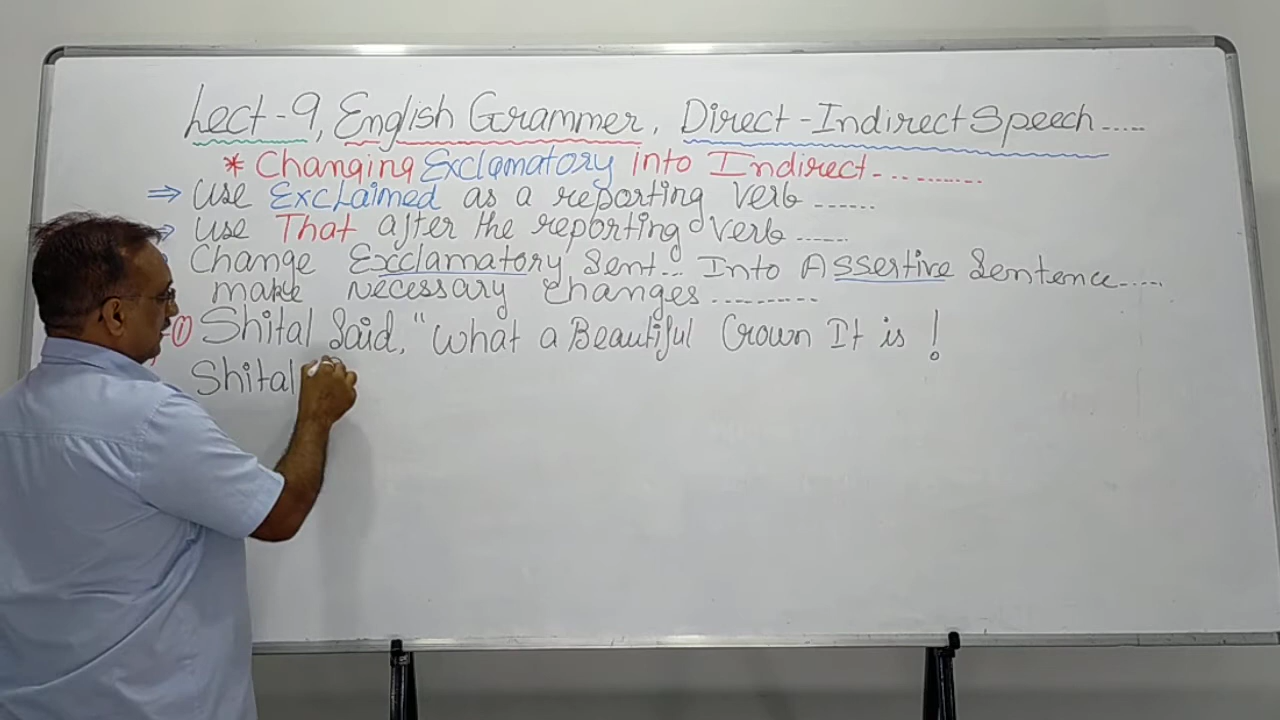 Lect-9, English Grammer, Direct-Indirect Speech.....
* Changing Exclamatory into Indirect..........
⇒ Use Exclaimed as a reporting Verb ......
⇒ Use That after the reporting Verb ......
Change Exclamatory Sent... Into Assertive Sentence.....
make necessary changes..........
① Shital Said, "What a Beautiful Crown It is !
Shital